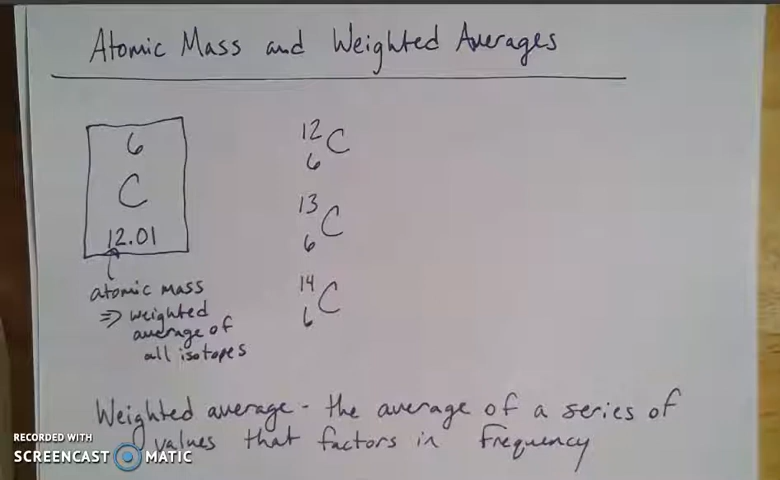 Atomic Mass and Weighted Averages
6
C
12.01
atomic mass
⇒ weighted
average of
all isotopes
12
6 C
13
6 C
14
6 C
Weighted average - the average of a series of
values that factors in frequency
RECORDED WITH
SCREENCAST MATIC